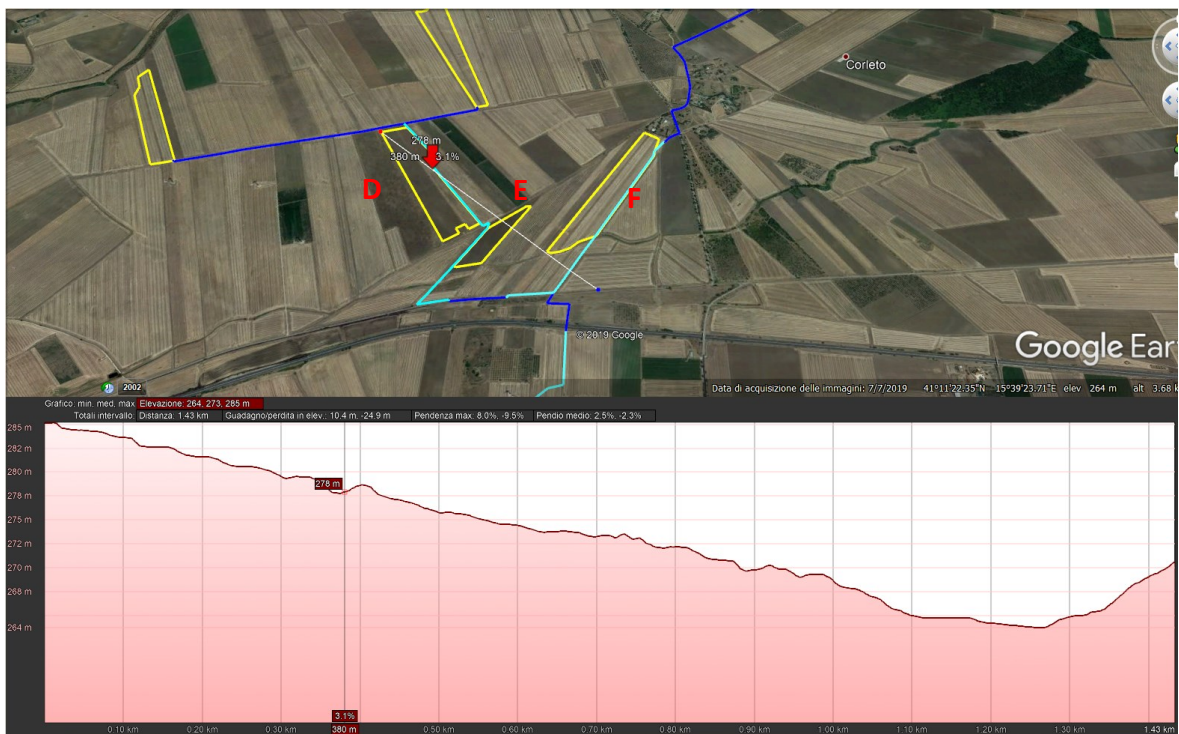 Corleto
278 m
380 m
3.1%
D
E
F
© 2019 Google
Google Ear
2002
Data di acquisizione delle immagini: 7/7/2019 41°11'22.35"N 15°39'23.71"E elev 264 m alt 3.68 k
Grafico: min. med. max Elevazione: 264, 273, 285 m
Totali intervallo: Distanza: 1.43 km Guadagno/perdita in elev.: 10.4 m, -24.9 m Pendenza max: 8.0%, -9.5% Pendio medio: 2.5%, -2.3%
285 m
282 m
280 m
278 m
278 m
275 m
272 m
270 m
268 m
264 m
3.1%
0.10 km 0.20 km 0.30 km 380 m 0.50 km 0.60 km 0.70 km 0.80 km 0.90 km 1.00 km 1.10 km 1.20 km 1.30 km 1.43 km